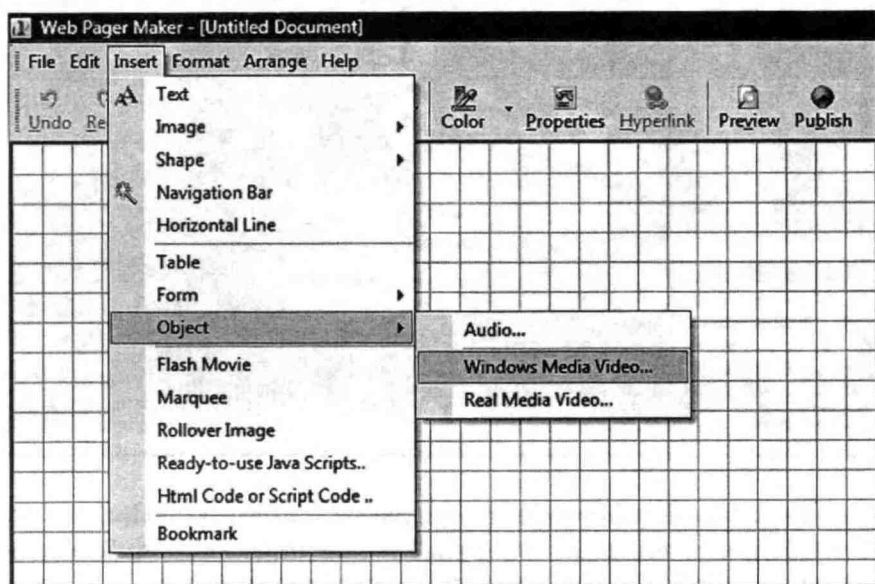 Web Pager Maker - [Untitled Document]
File Edit Insert Format Arrange Help
Undo Re Color Properties Hyperlink Preview Publish
Text
Image
Shape
Navigation Bar
Horizontal Line
Table
Form
Object
Audio...
Windows Media Video...
Real Media Video...
Flash Movie
Marquee
Rollover Image
Ready-to-use Java Scripts..
Html Code or Script Code ..
Bookmark